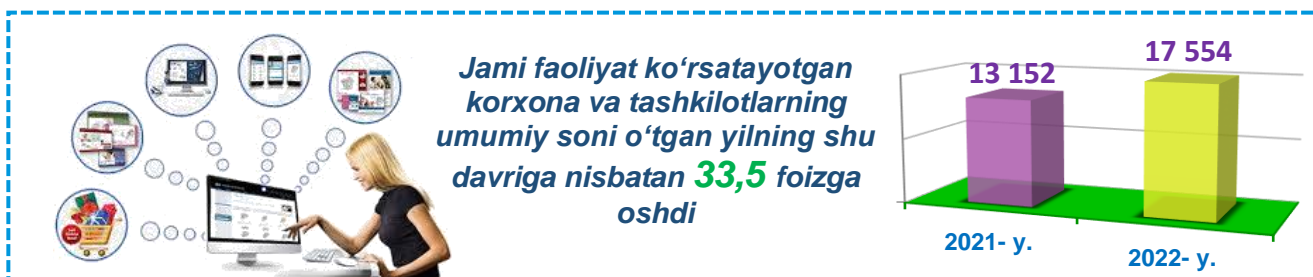 Jami faoliyat ko‘rsatayotgan
korxona va tashkilotlarning
umumiy soni o‘tgan yilning shu
davriga nisbatan 33,5 foizga
oshdi
13 152
17 554
2021- y.
2022- y.